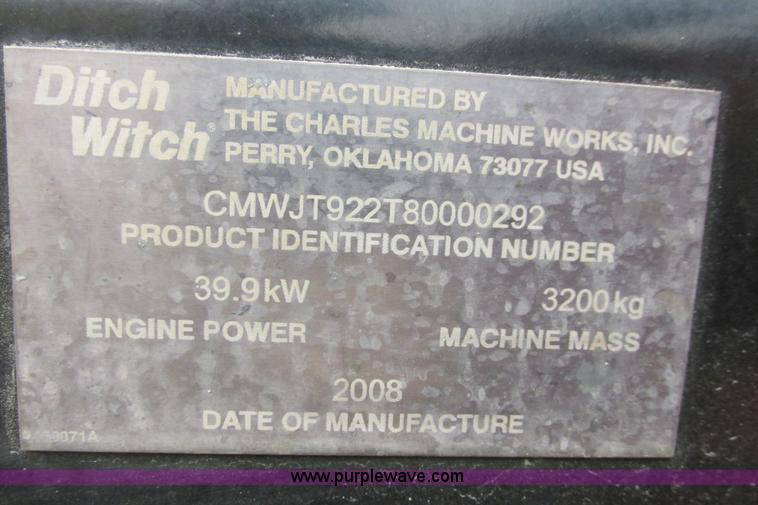 Ditch Witch®
MANUFACTURED BY
THE CHARLES MACHINE WORKS, INC.
PERRY, OKLAHOMA 73077 USA
CMWJT922T80000292
PRODUCT IDENTIFICATION NUMBER
39.9kW
ENGINE POWER
3200kg
MACHINE MASS
2008
DATE OF MANUFACTURE
www.purplewave.com